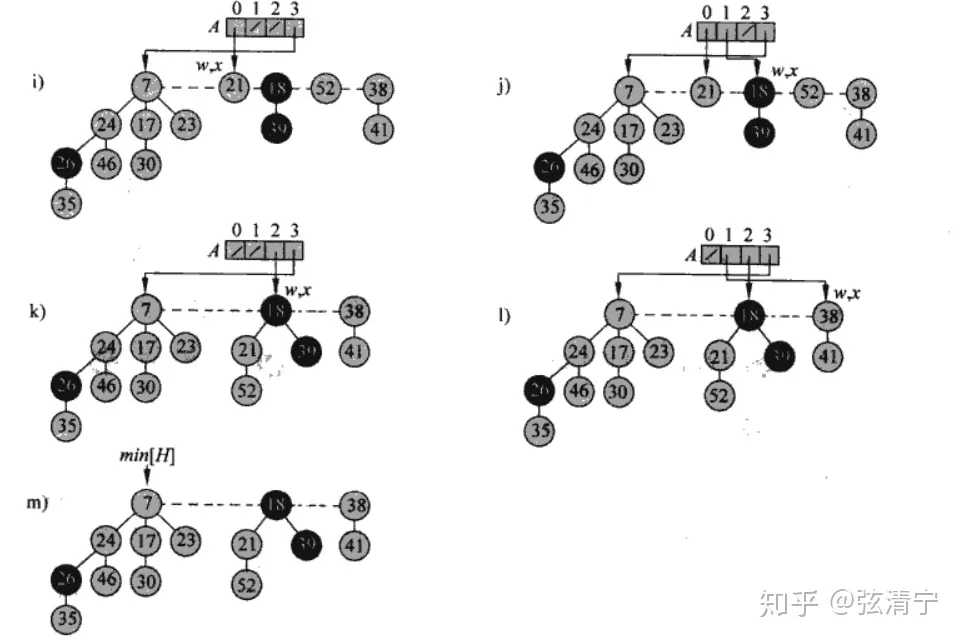 0 1 2 3
A
w,x
i)
7 21 18 52 38
24 17 23 39 41
26 46 30
35
0 1 2 3
A
w,x
j)
7 21 18 52 38
24 17 23 39 41
26 46 30
35
0 1 2 3
A
w,x
k)
7 18 38
24 17 23 21 39 41
26 46 30 52
35
0 1 2 3
A
w,x
l)
7 18 38
24 17 23 21 39 41
26 46 30 52
35
min[H]
m)
7 18 38
24 17 23 21 39 41
26 46 30 52
35
知乎 @弦清宁